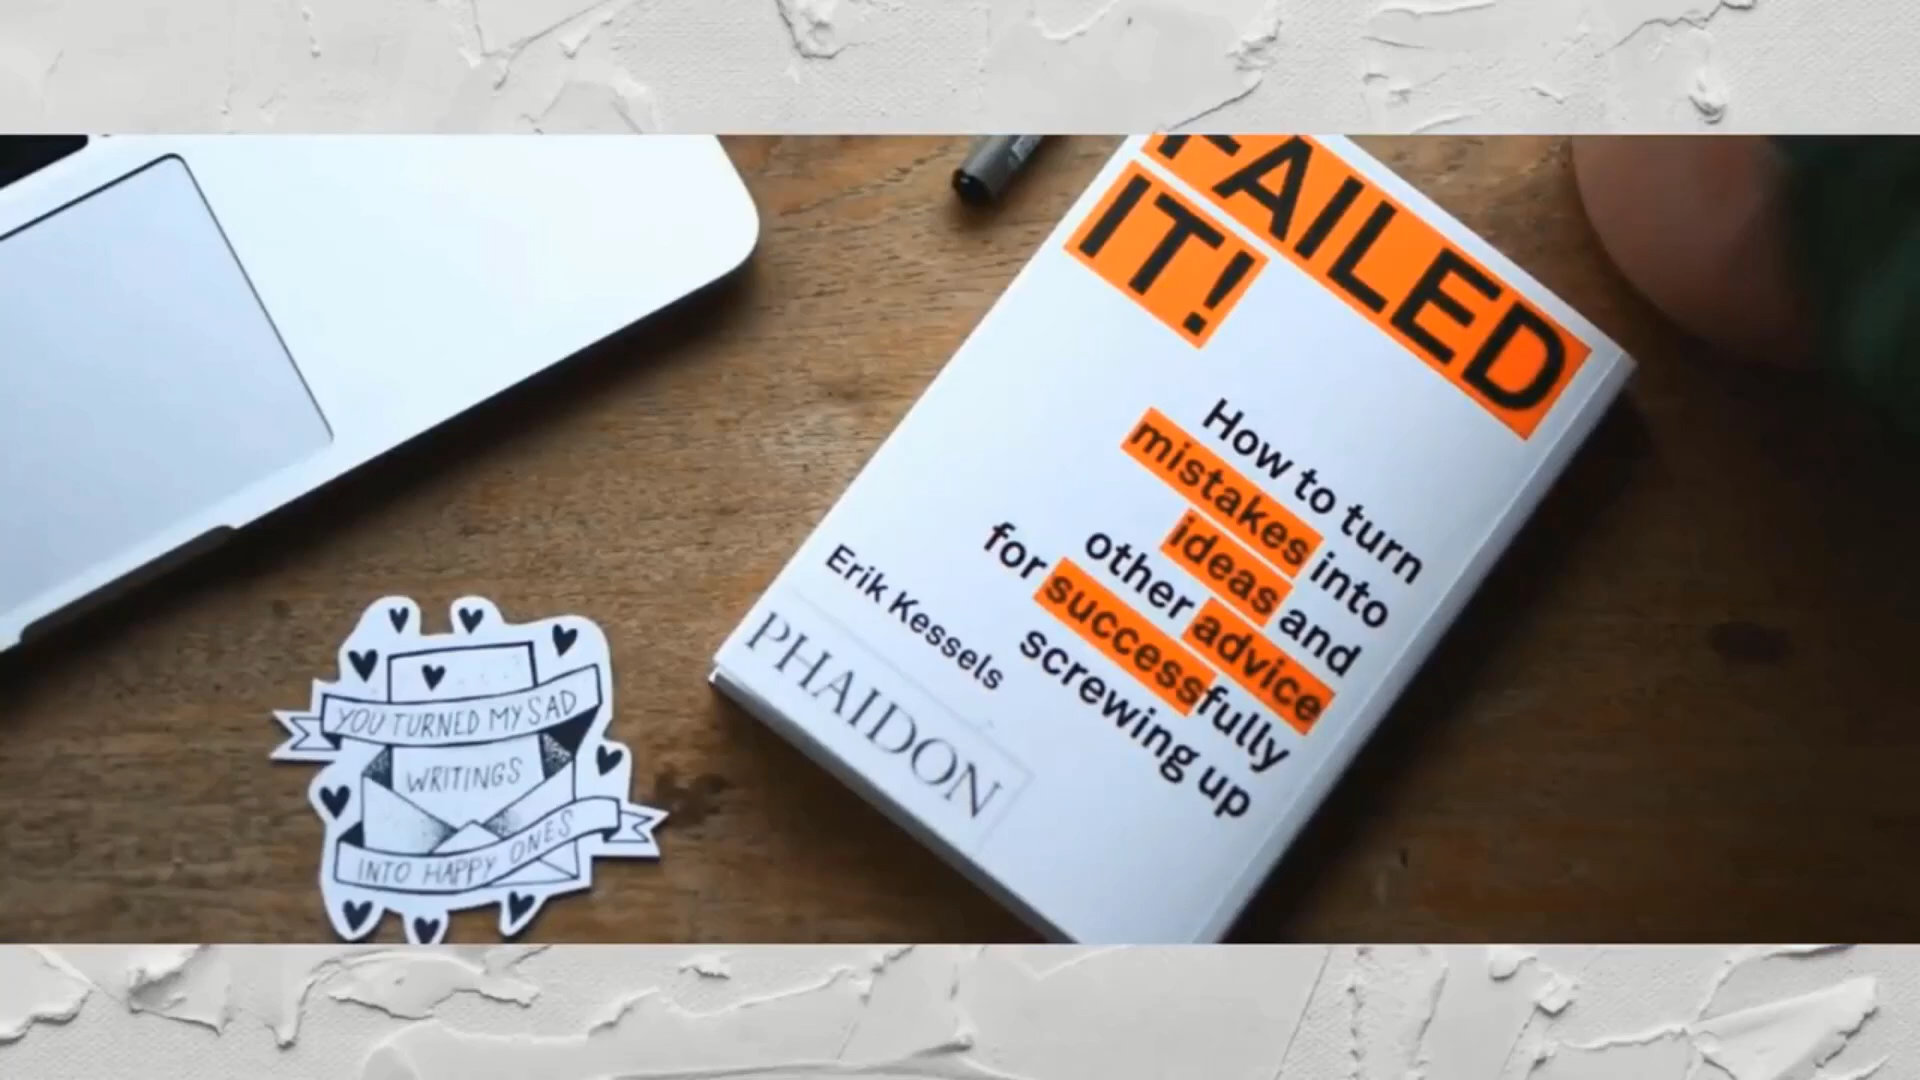 FAILED
IT!
How to turn
mistakes into
ideas and
other advice
for successfully
screwing up
Erik Kessels
PHAIDON
YOU TURNED MY SAD
WRITINGS
INTO HAPPY ONES